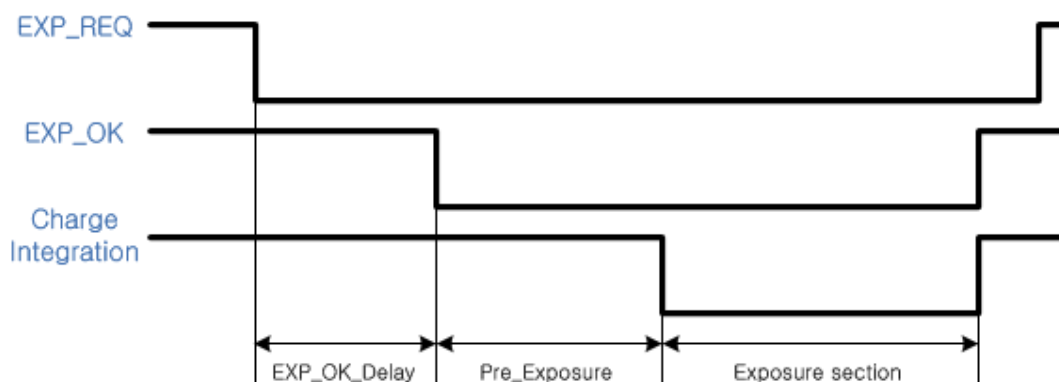 EXP_REQ
EXP_OK
Charge
Integration
EXP_OK_Delay
Pre_Exposure
Exposure section